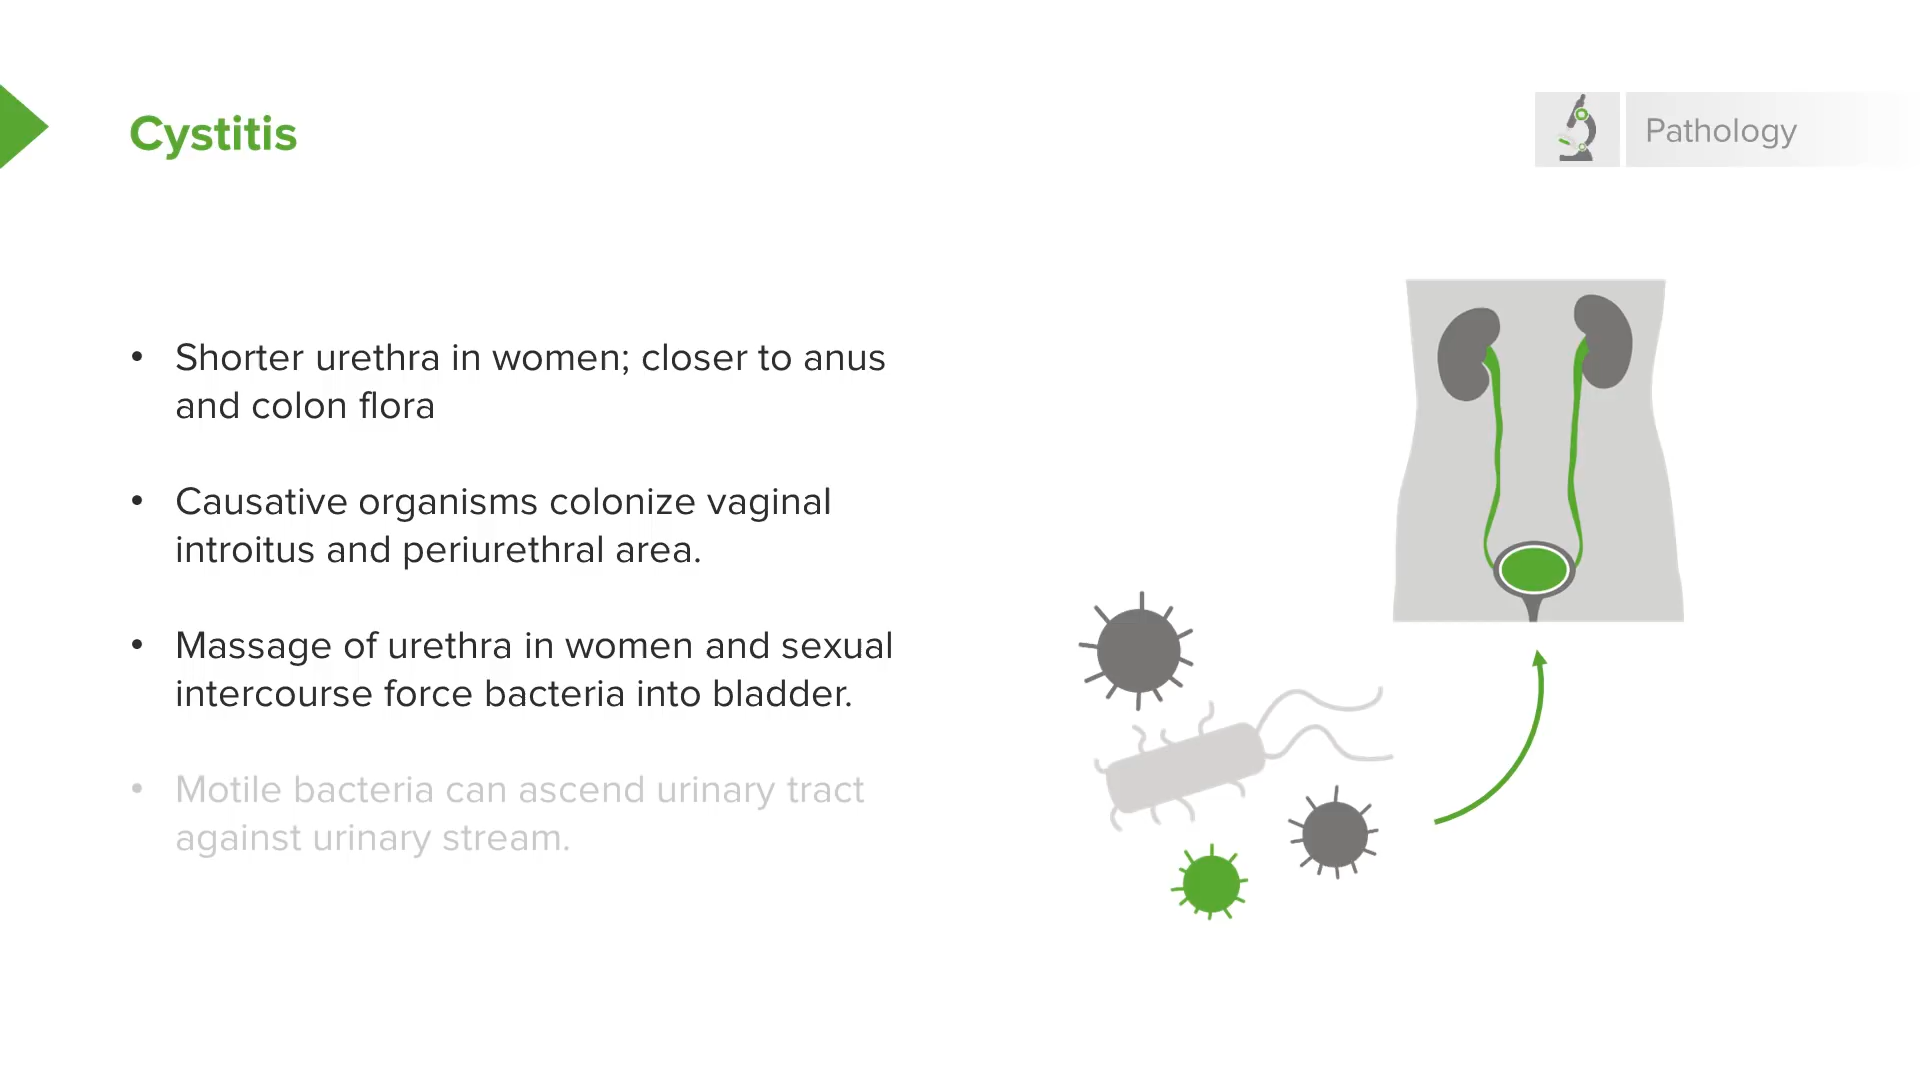 Cystitis
Pathology
• Shorter urethra in women; closer to anus
and colon flora
• Causative organisms colonize vaginal
introitus and periurethral area.
• Massage of urethra in women and sexual
intercourse force bacteria into bladder.
• Motile bacteria can ascend urinary tract
against urinary stream.